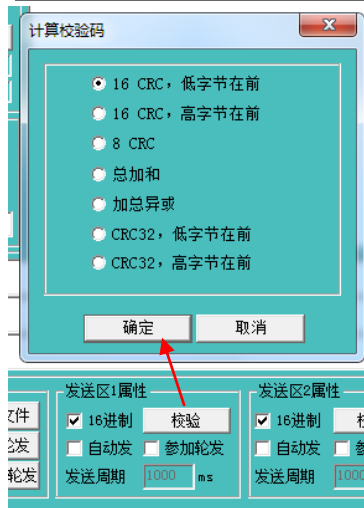 计算校验码
16 CRC，低字节在前
16 CRC，高字节在前
8 CRC
总加和
加总异或
CRC32，低字节在前
CRC32，高字节在前
确定 取消
发送区1属性 发送区2属性
文件 16进制 校验 16进制
发 自动发 参加轮发 自动发
轮发 发送周期 1000 ms 发送周期 1000